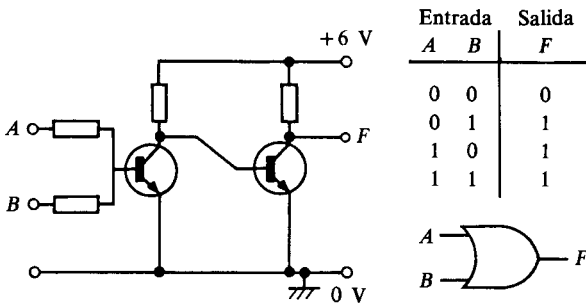 +6 V
A
B
F
0 V
Entrada Salida
A B F
0 0 0
0 1 1
1 0 1
1 1 1
A
B
F